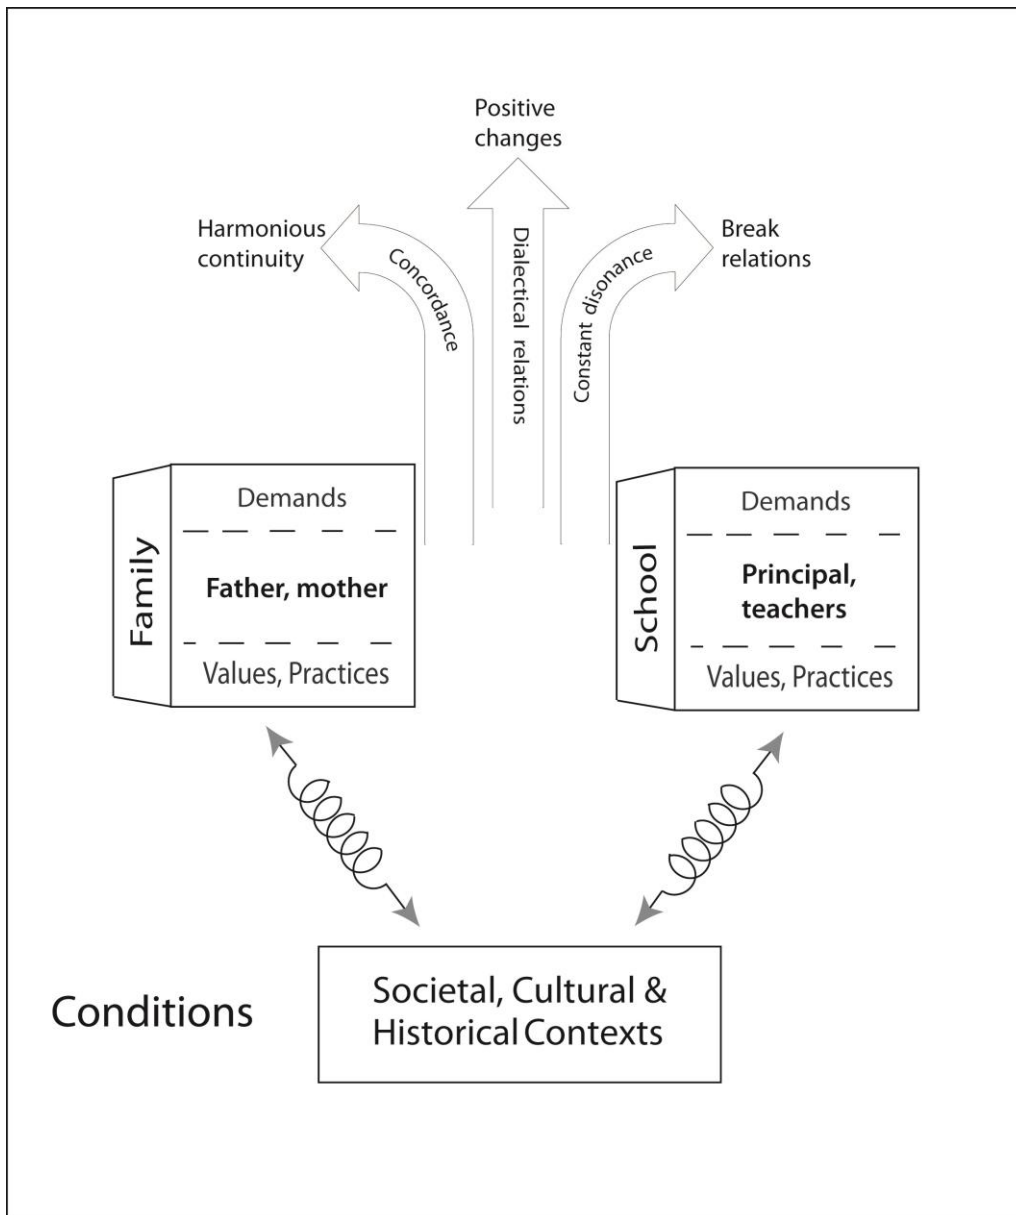 Positive
changes
Harmonious
continuity
Concordance
Dialectical relations
Constant disonance
Break
relations
Family
Demands
Father, mother
Values, Practices
School
Demands
Principal,
teachers
Values, Practices
Conditions
Societal, Cultural &
Historical Contexts